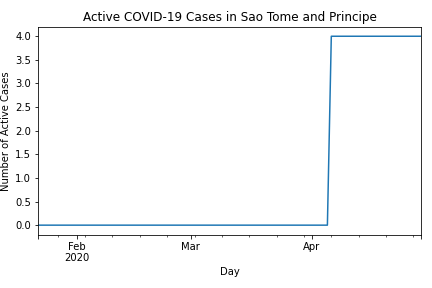 Active COVID-19 Cases in Sao Tome and Principe
4.0
3.5
3.0
2.5
2.0
1.5
1.0
0.5
0.0
Number of Active Cases
Feb
2020
Mar
Apr
Day